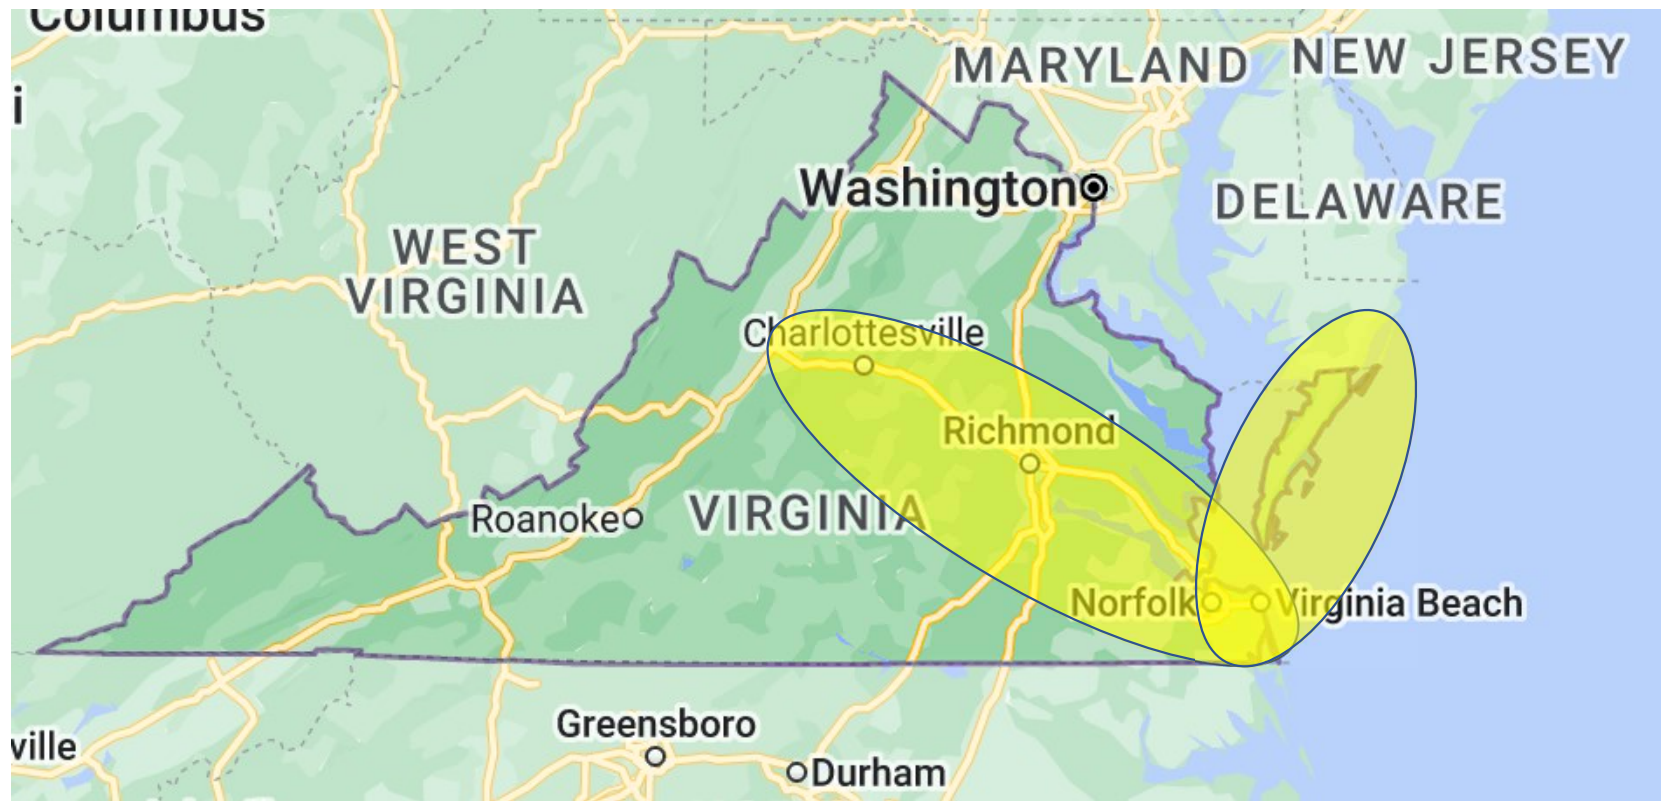 Columbus
MARYLAND
NEW JERSEY
i
Washington
DELAWARE
WEST
VIRGINIA
Charlottesville
Richmond
Roanoke
VIRGINIA
Norfolk
Virginia Beach
Greensboro
ville
Durham